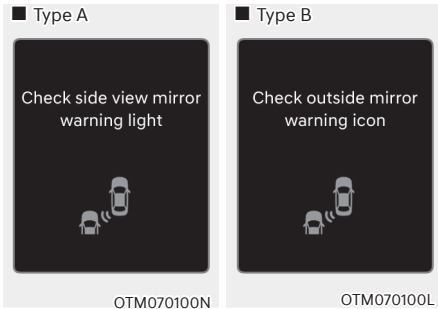 ■ Type A
Check side view mirror
warning light
OTM070100N
■ Type B
Check outside mirror
warning icon
OTM070100L